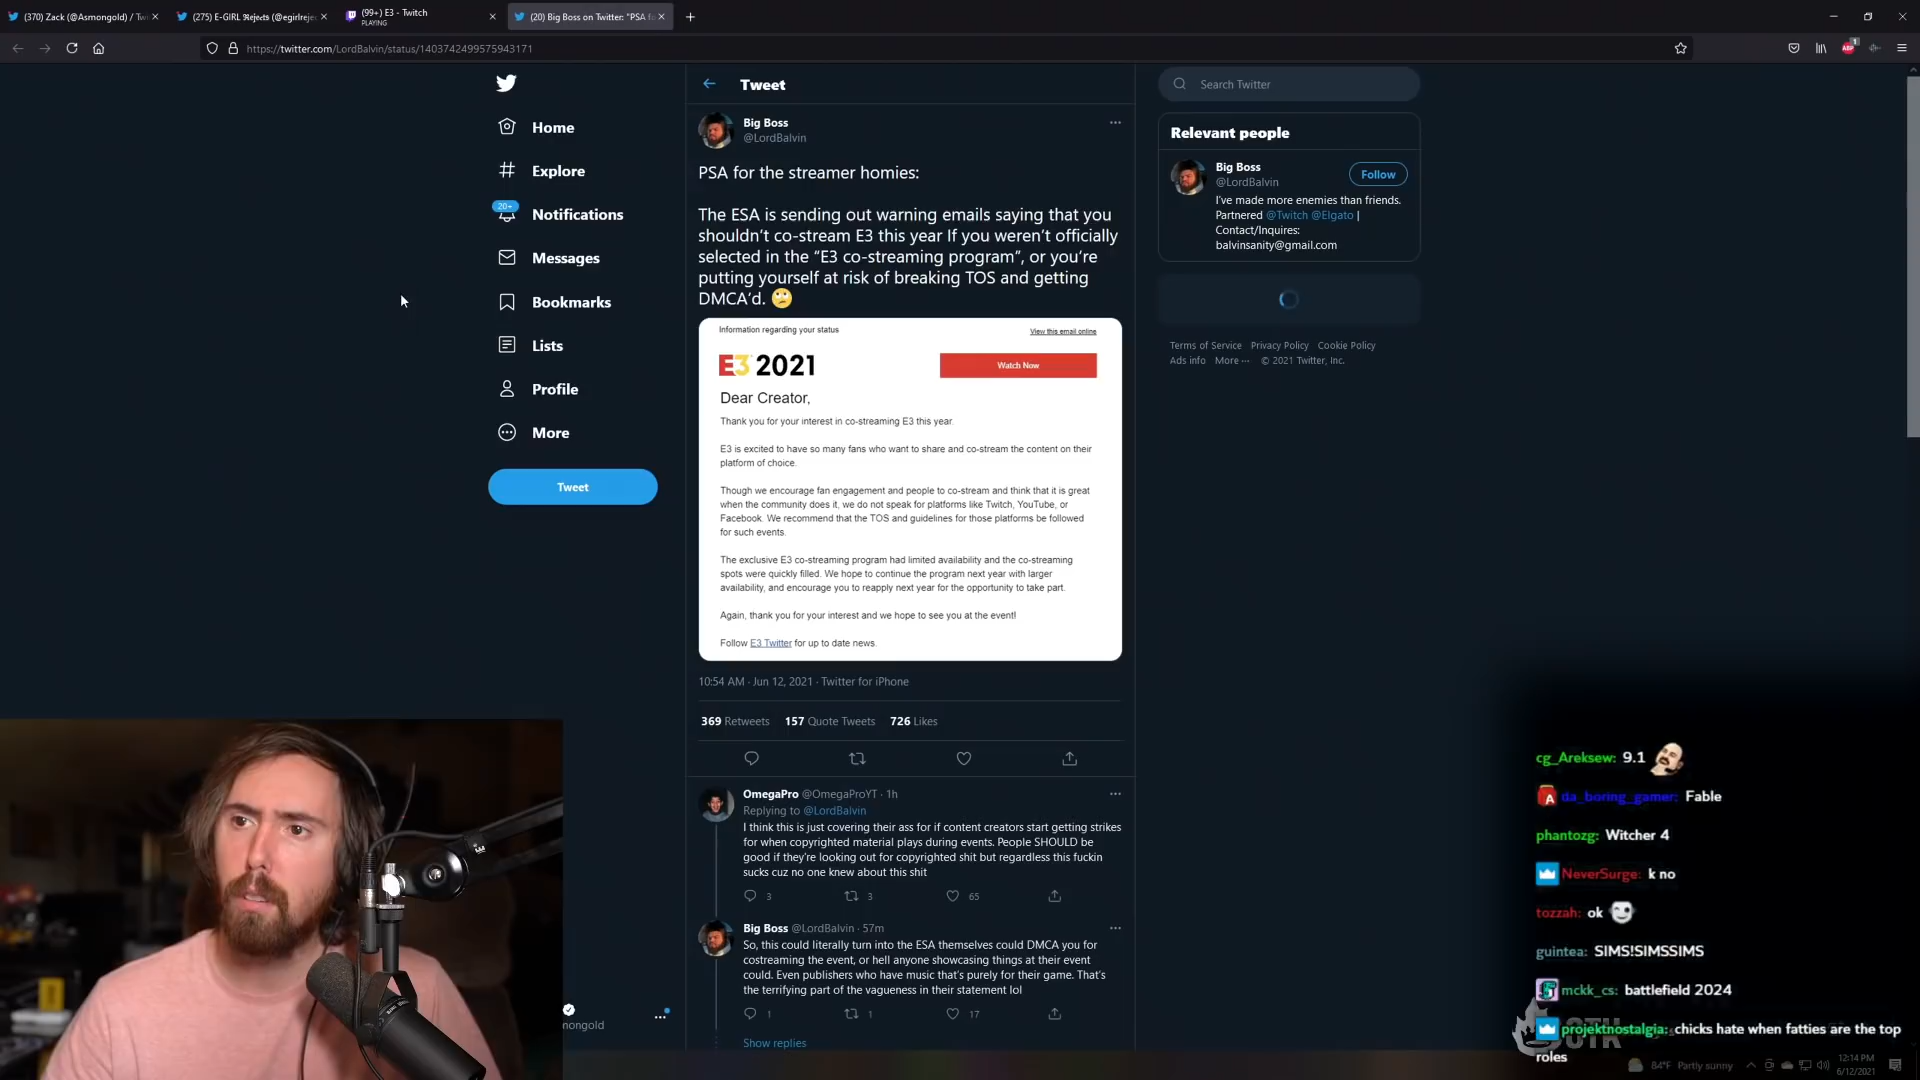 (370) Zack (@Asmongold) / Tw
(275) E-GIRL Rejects (@egirlrejec
(99+) E3 - Twitch
PLAYING
(20) Big Boss on Twitter: "PSA f
https://twitter.com/LordBalvin/status/1403742499575943171
Home
Explore
20+
Notifications
Messages
Bookmarks
Lists
Profile
More
Tweet
mongold
Tweet
Big Boss
@LordBalvin
PSA for the streamer homies:
The ESA is sending out warning emails saying that you
shouldn't co-stream E3 this year If you weren't officially
selected in the “E3 co-streaming program”, or you're
putting yourself at risk of breaking TOS and getting
DMCA'd. 🙄
Information regarding your status
View this email online
E3 2021
Watch Now
Dear Creator,
Thank you for your interest in co-streaming E3 this year.
E3 is excited to have so many fans who want to share and co-stream the content on their
platform of choice.
Though we encourage fan engagement and people to co-stream and think that it is great
when the community does it, we do not speak for platforms like Twitch, YouTube, or
Facebook. We recommend that the TOS and guidelines for those platforms be followed
for such events.
The exclusive E3 co-streaming program had limited availability and the co-streaming
spots were quickly filled. We hope to continue the program next year with larger
availability, and encourage you to reapply next year for the opportunity to take part.
Again, thank you for your interest and we hope to see you at the event!
Follow E3 Twitter for up to date news.
10:54 AM · Jun 12, 2021 · Twitter for iPhone
369 Retweets 157 Quote Tweets 726 Likes
OmegaPro @OmegaProYT · 1h
Replying to @LordBalvin
I think this is just covering their ass for if content creators start getting strikes
for when copyrighted material plays during events. People SHOULD be
good if they're looking out for copyrighted shit but regardless this fuckin
sucks cuz no one knew about this shit
3 3 65
Big Boss @LordBalvin · 57m
So, this could literally turn into the ESA themselves could DMCA you for
costreaming the event, or hell anyone showcasing things at their event
could. Even publishers who have music that's purely for their game. That's
the terrifying part of the vagueness in their statement lol
1 1 17
Show replies
Search Twitter
Relevant people
Big Boss
@LordBalvin
Follow
I've made more enemies than friends.
Partnered @Twitch @Elgato |
Contact/Inquires:
balvinsanity@gmail.com
Terms of Service Privacy Policy Cookie Policy
Ads info More ··· © 2021 Twitter, Inc.
cg_Areksew: 9.1
da_boring_gamer: Fable
phantozg: Witcher 4
NeverSurge: k no
tozzah: ok
guintea: SIMS!SIMSSIMS
mckk_cs: battlefield 2024
projektnostalgia: chicks hate when fatties are the top
roles
OTK
84°F Partly sunny
12:14 PM
6/12/2021